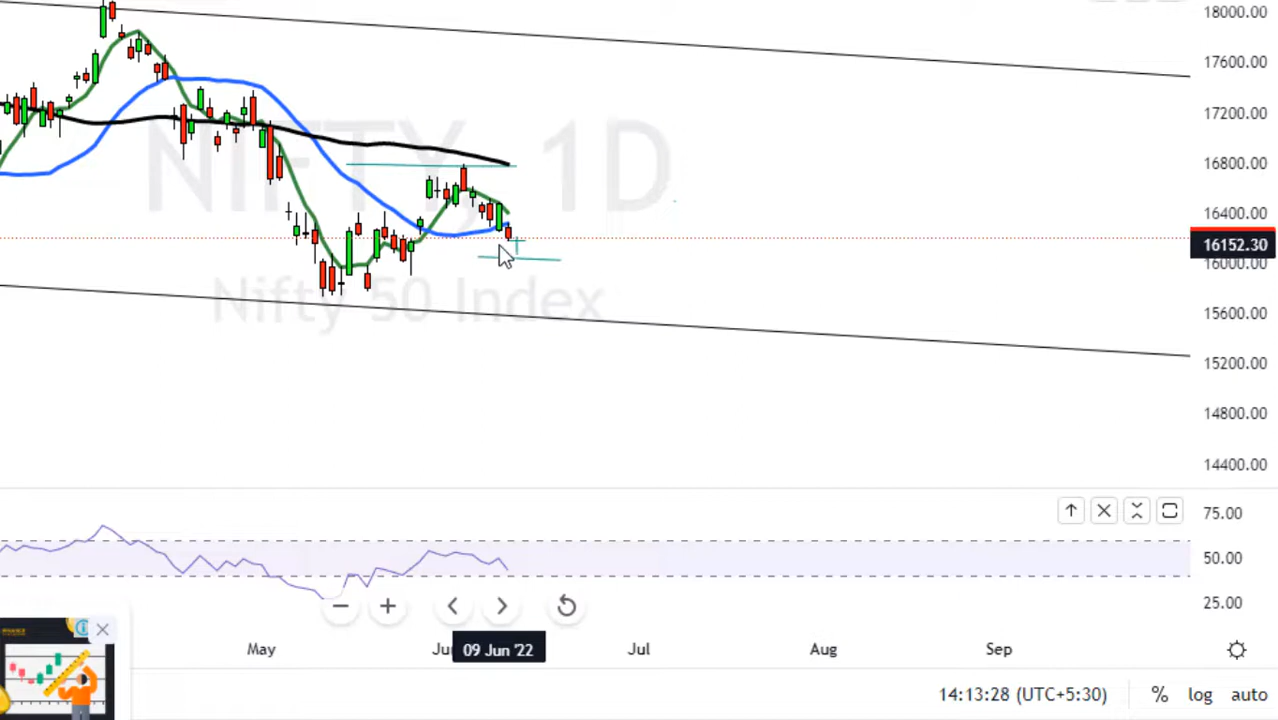 18000.00
17600.00
17200.00
16800.00
NIFTY, 1D
16400.00
16152.30
16000.00
Nifty 50 Index
15600.00
15200.00
14800.00
14400.00
75.00
50.00
25.00
May
09 Jun '22
Jul
Aug
Sep
14:13:28 (UTC+5:30)
%
log
auto